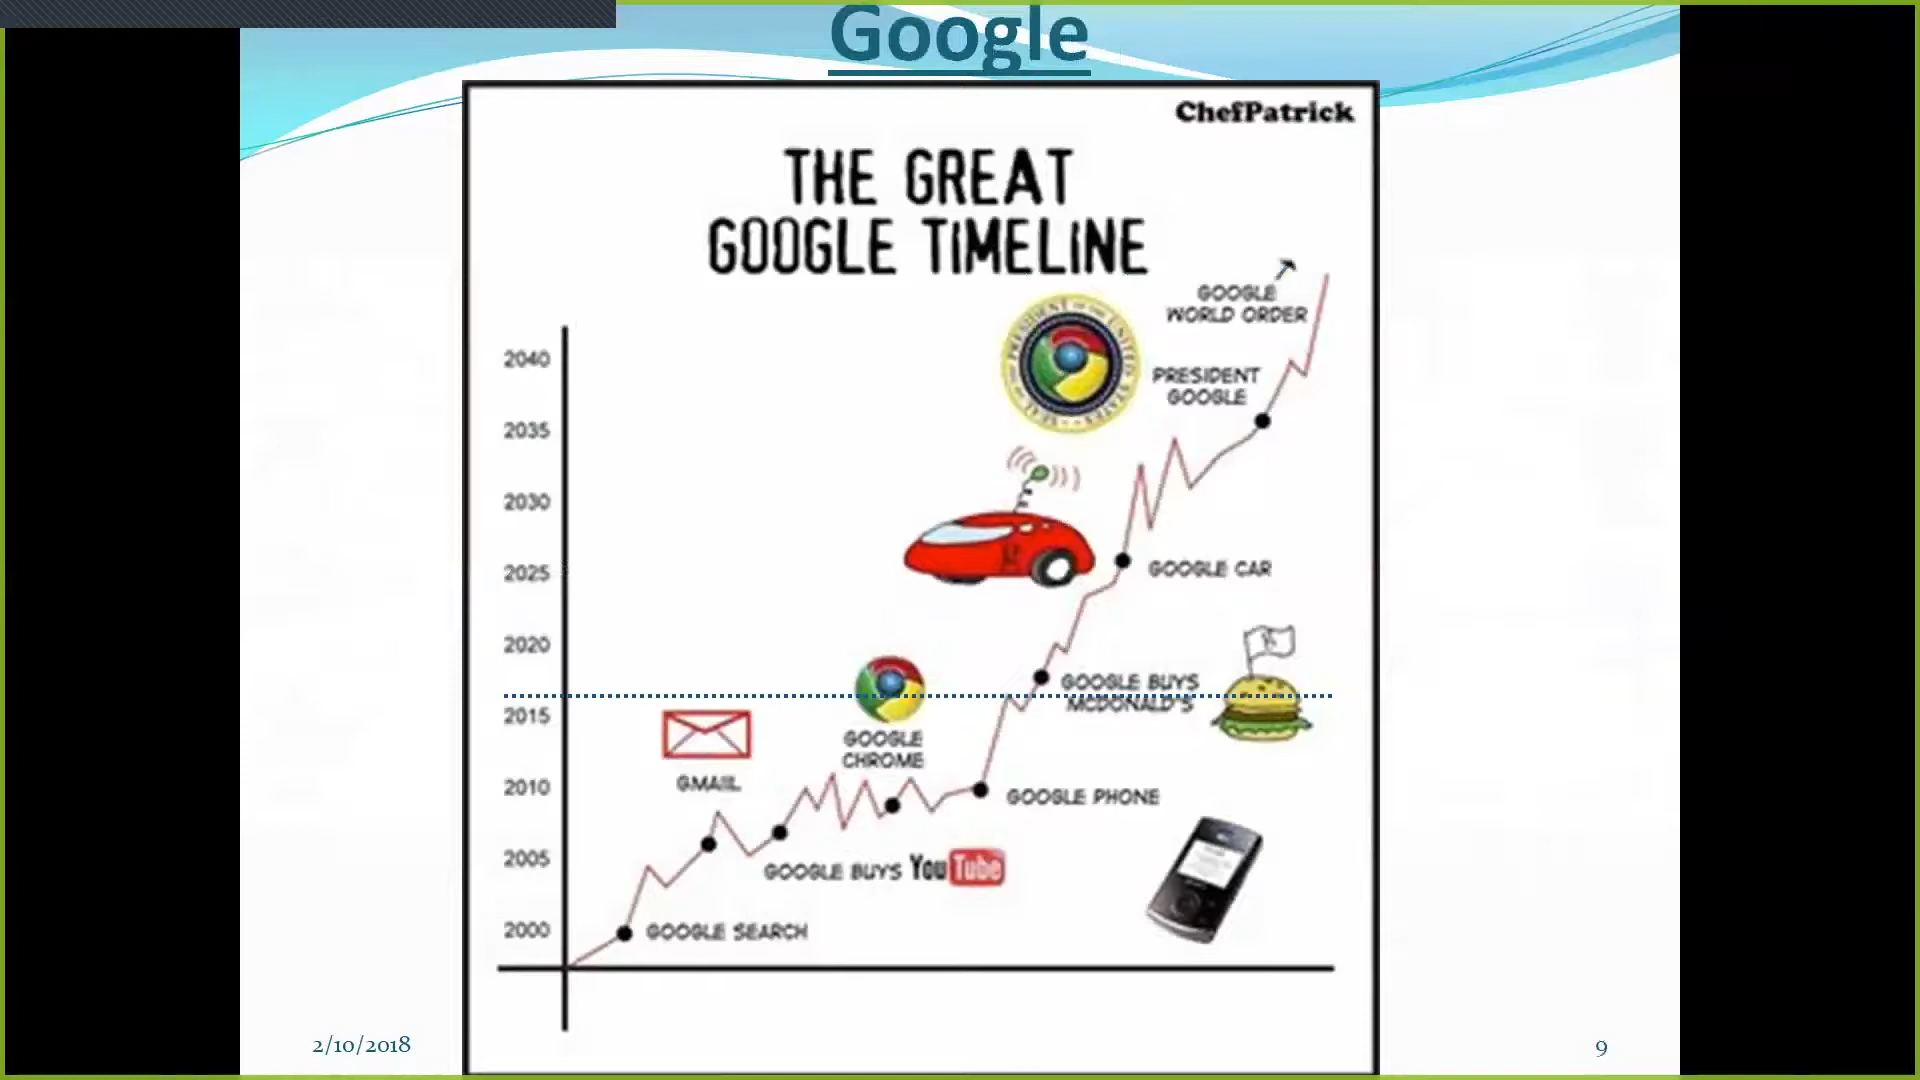 Google
ChefPatrick
THE GREAT
GOOGLE TIMELINE
GOOGLE
WORLD ORDER
PRESIDENT
GOOGLE
2040
2035
2030
2025
2020
2015
2010
2005
2000
GOOGLE CAR
GOOGLE BUYS
MCDONALD'S
GMAIL
GOOGLE
CHROME
GOOGLE PHONE
GOOGLE BUYS YouTube
GOOGLE SEARCH
2/10/2018
9